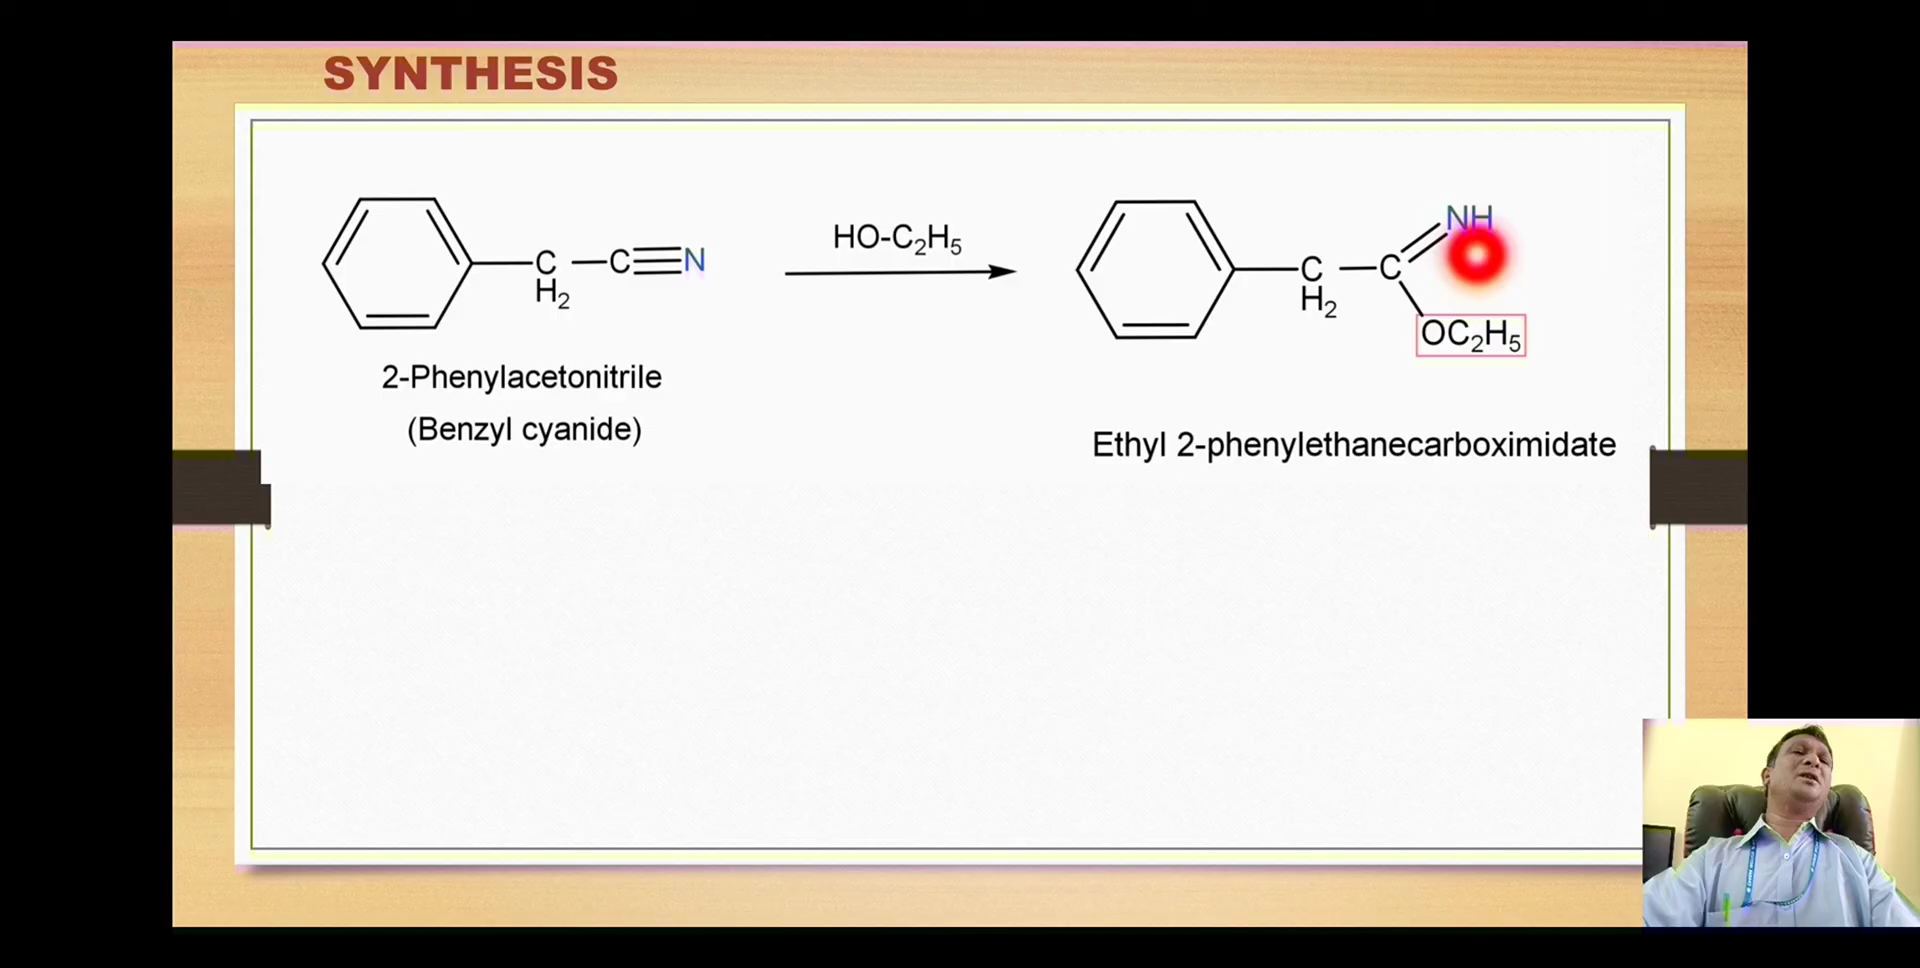 SYNTHESIS
HO-C₂H₅
C—C≡N
H₂
NH
C—C
H₂
OC₂H₅
2-Phenylacetonitrile
(Benzyl cyanide)
Ethyl 2-phenylethanecarboximidate